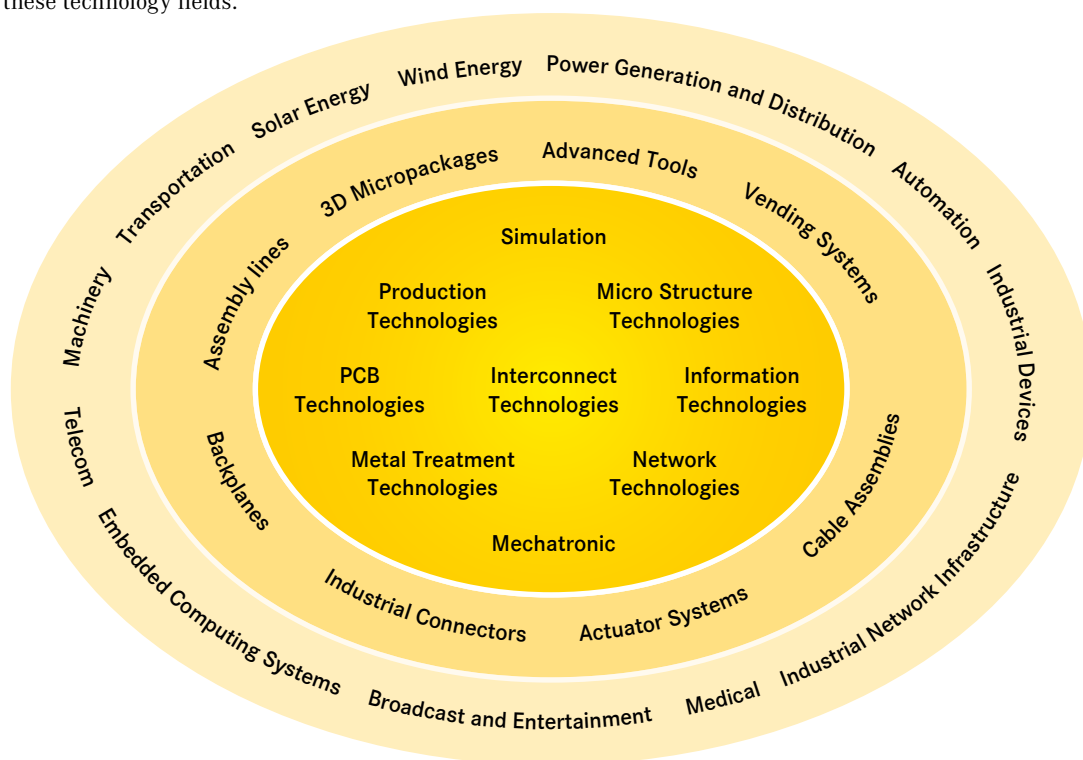 these technology fields.
Wind Energy
Power Generation and Distribution
Solar Energy
Automation
Transportation
Industrial Devices
Machinery
Telecom
Industrial Network Infrastructure
Embedded Computing Systems
Medical
Broadcast and Entertainment
3D Micropackages
Advanced Tools
Vending Systems
Assembly lines
Backplanes
Cable Assemblies
Industrial Connectors
Actuator Systems
Simulation
Production
Technologies
Micro Structure
Technologies
PCB
Technologies
Interconnect
Technologies
Information
Technologies
Metal Treatment
Technologies
Network
Technologies
Mechatronic